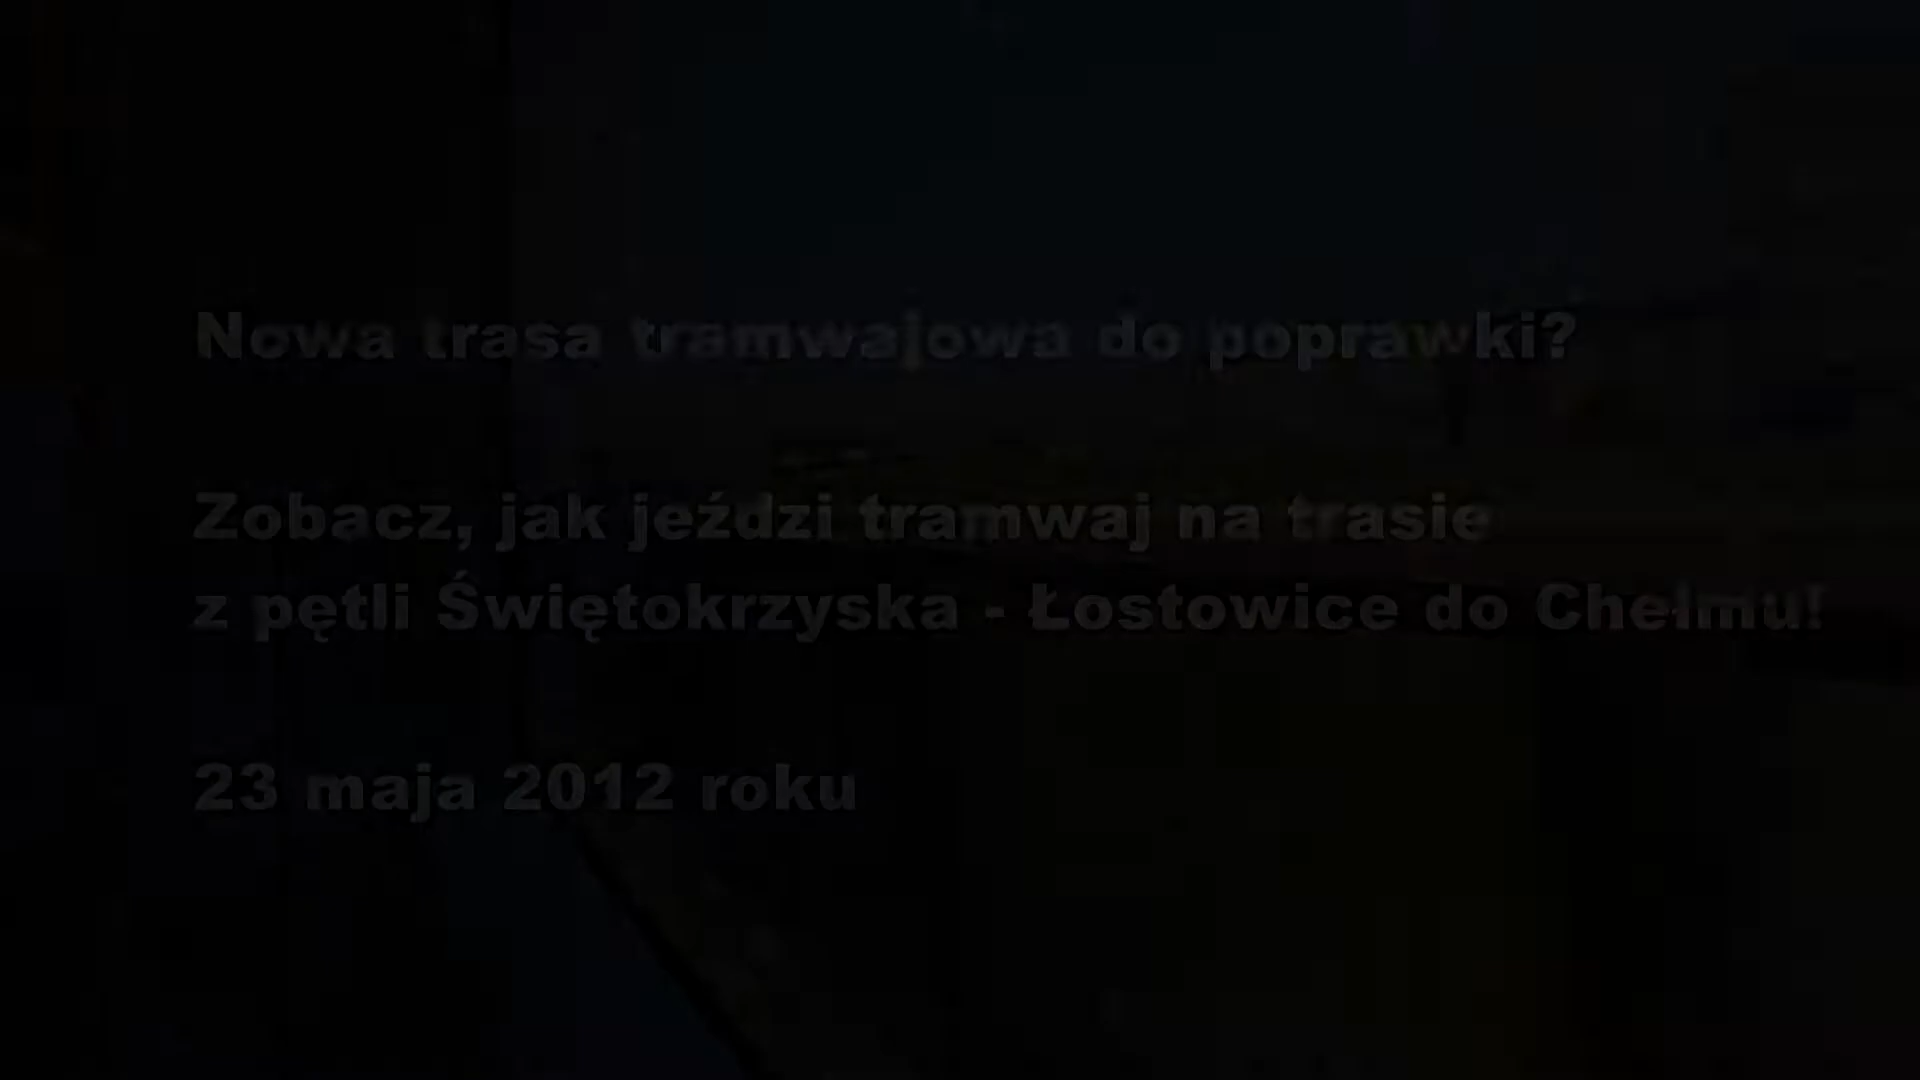 Nowa trasa tramwajowa do poprawki?
Zobacz, jak jeździ tramwaj na trasie
z pętli Świętokrzyska - Łostowice do Chełmu!
23 maja 2012 roku